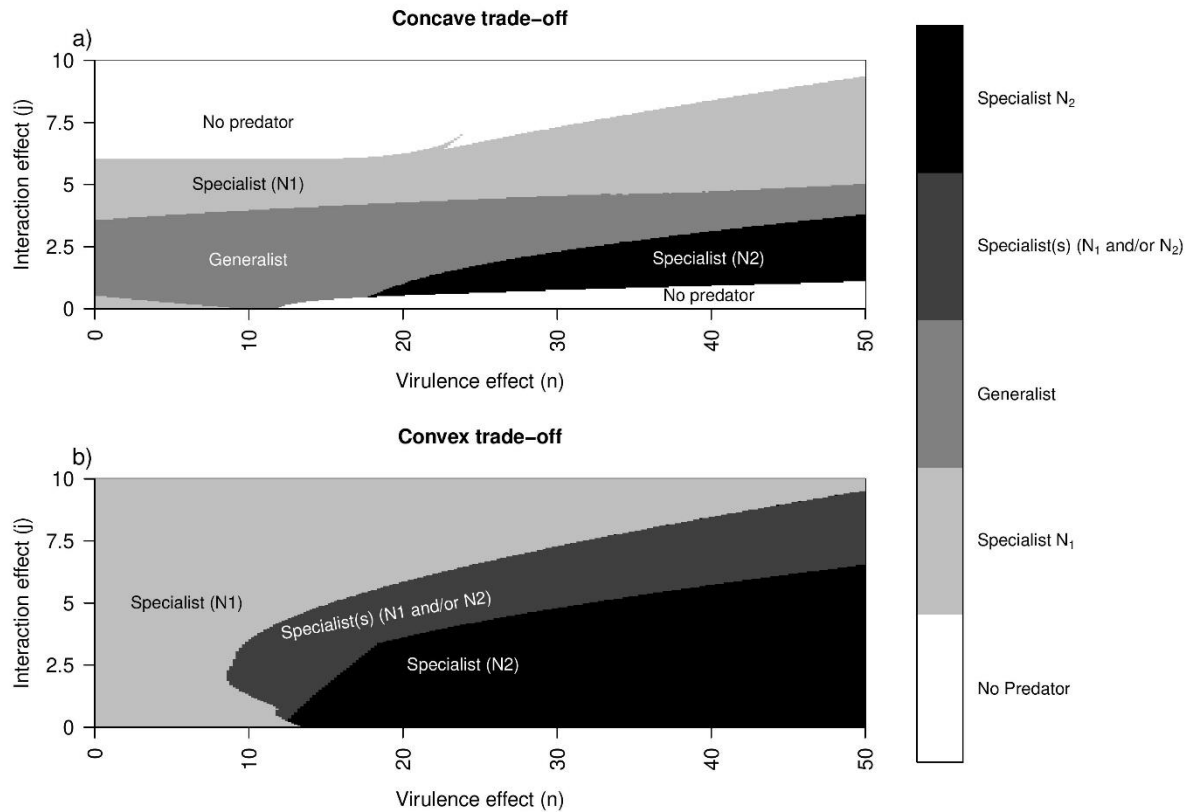 Concave trade−off
a)
10
7.5
5
2.5
0
Interaction effect (j)
No predator
Specialist (N1)
Generalist
Specialist (N2)
No predator
0
10
20
30
40
50
Virulence effect (n)
Convex trade−off
b)
10
7.5
5
2.5
0
Interaction effect (j)
Specialist (N1)
Specialist(s) (N1 and/or N2)
Specialist (N2)
0
10
20
30
40
50
Virulence effect (n)
Specialist N₂
Specialist(s) (N₁ and/or N₂)
Generalist
Specialist N₁
No Predator